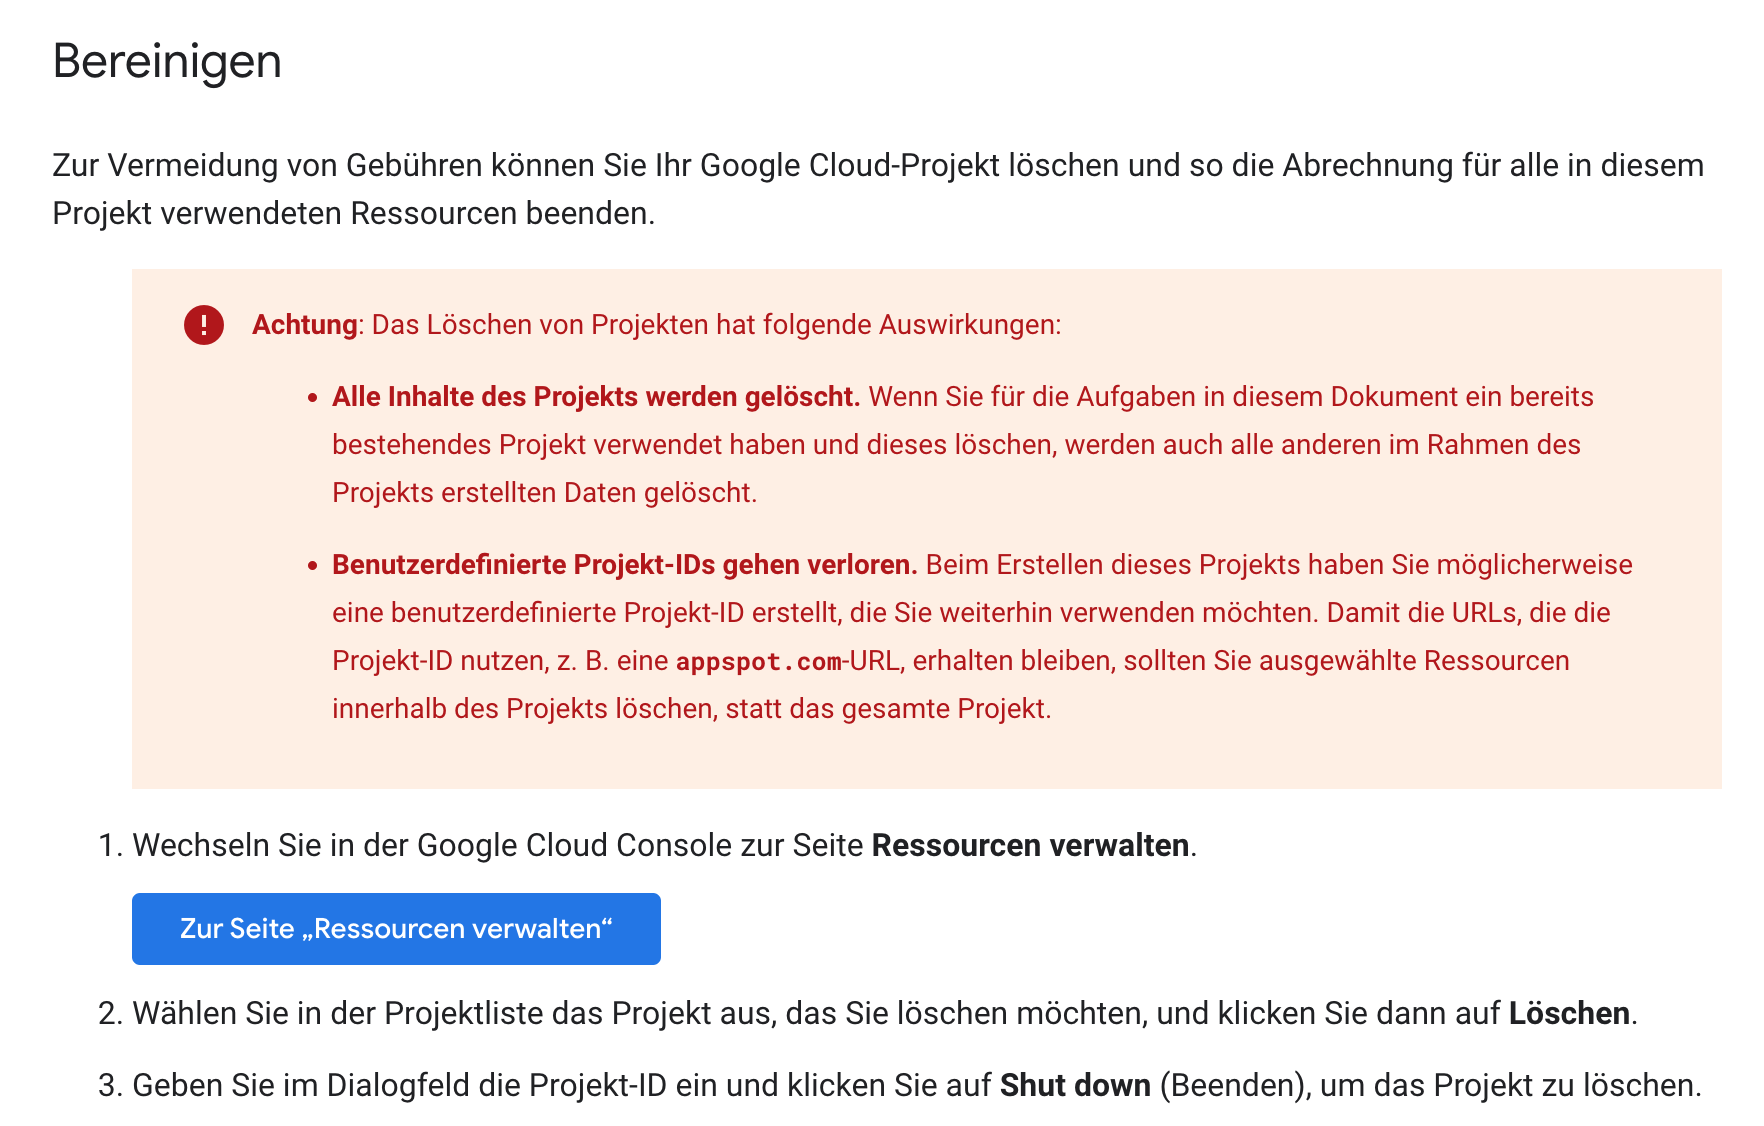 Bereinigen
Zur Vermeidung von Gebühren können Sie Ihr Google Cloud-Projekt löschen und so die Abrechnung für alle in diesem
Projekt verwendeten Ressourcen beenden.
Achtung: Das Löschen von Projekten hat folgende Auswirkungen:
• Alle Inhalte des Projekts werden gelöscht. Wenn Sie für die Aufgaben in diesem Dokument ein bereits
bestehendes Projekt verwendet haben und dieses löschen, werden auch alle anderen im Rahmen des
Projekts erstellten Daten gelöscht.
• Benutzerdefinierte Projekt-IDs gehen verloren. Beim Erstellen dieses Projekts haben Sie möglicherweise
eine benutzerdefinierte Projekt-ID erstellt, die Sie weiterhin verwenden möchten. Damit die URLs, die die
Projekt-ID nutzen, z. B. eine appspot.com-URL, erhalten bleiben, sollten Sie ausgewählte Ressourcen
innerhalb des Projekts löschen, statt das gesamte Projekt.
1. Wechseln Sie in der Google Cloud Console zur Seite Ressourcen verwalten.
Zur Seite „Ressourcen verwalten“
2. Wählen Sie in der Projektliste das Projekt aus, das Sie löschen möchten, und klicken Sie dann auf Löschen.
3. Geben Sie im Dialogfeld die Projekt-ID ein und klicken Sie auf Shut down (Beenden), um das Projekt zu löschen.